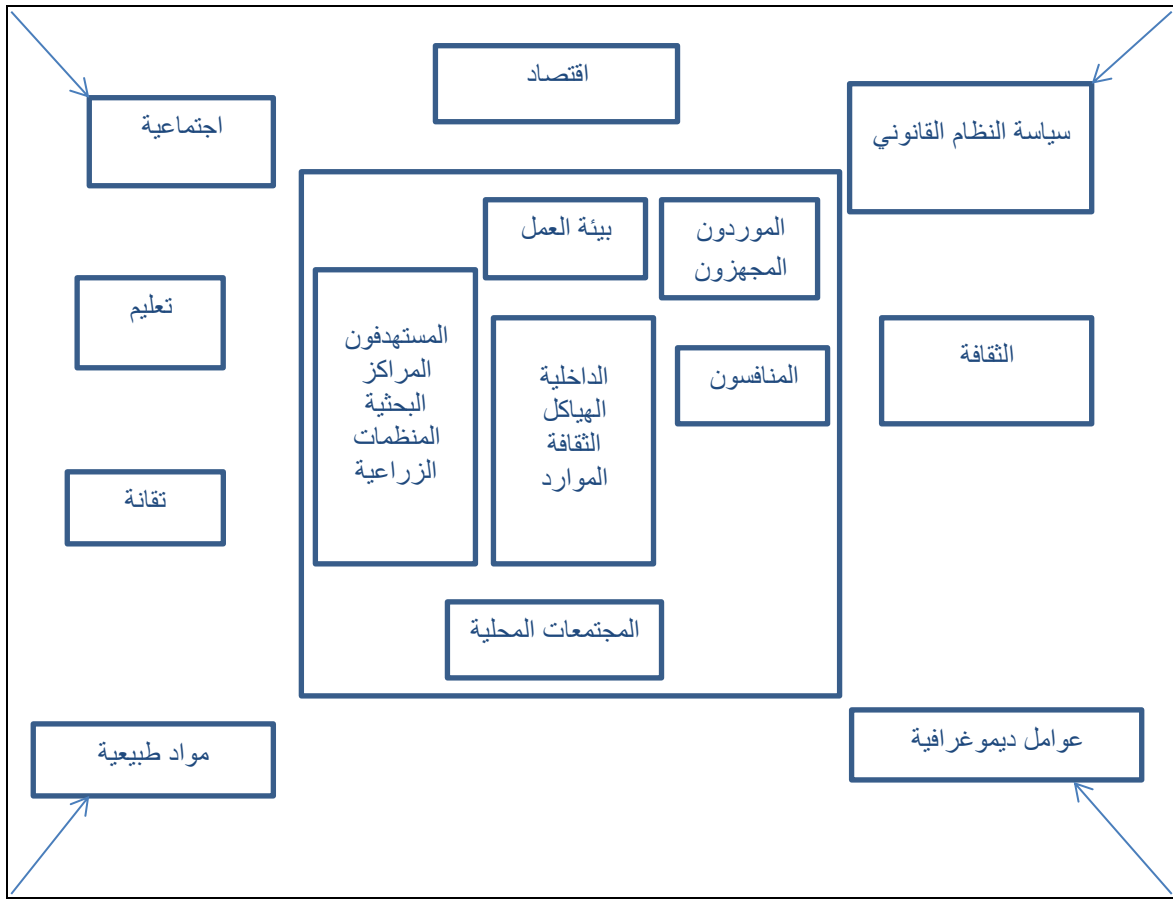 اقتصاد
سياسة النظام القانوني
اجتماعية
الموردون
المجهزون
بيئة العمل
تعليم
المستهدفون
المراكز
البحثية
المنظمات
الزراعية
الداخلية
الهياكل
الثقافة
الموارد
المنافسون
الثقافة
تقانة
المجتمعات المحلية
عوامل ديموغرافية
مواد طبيعية